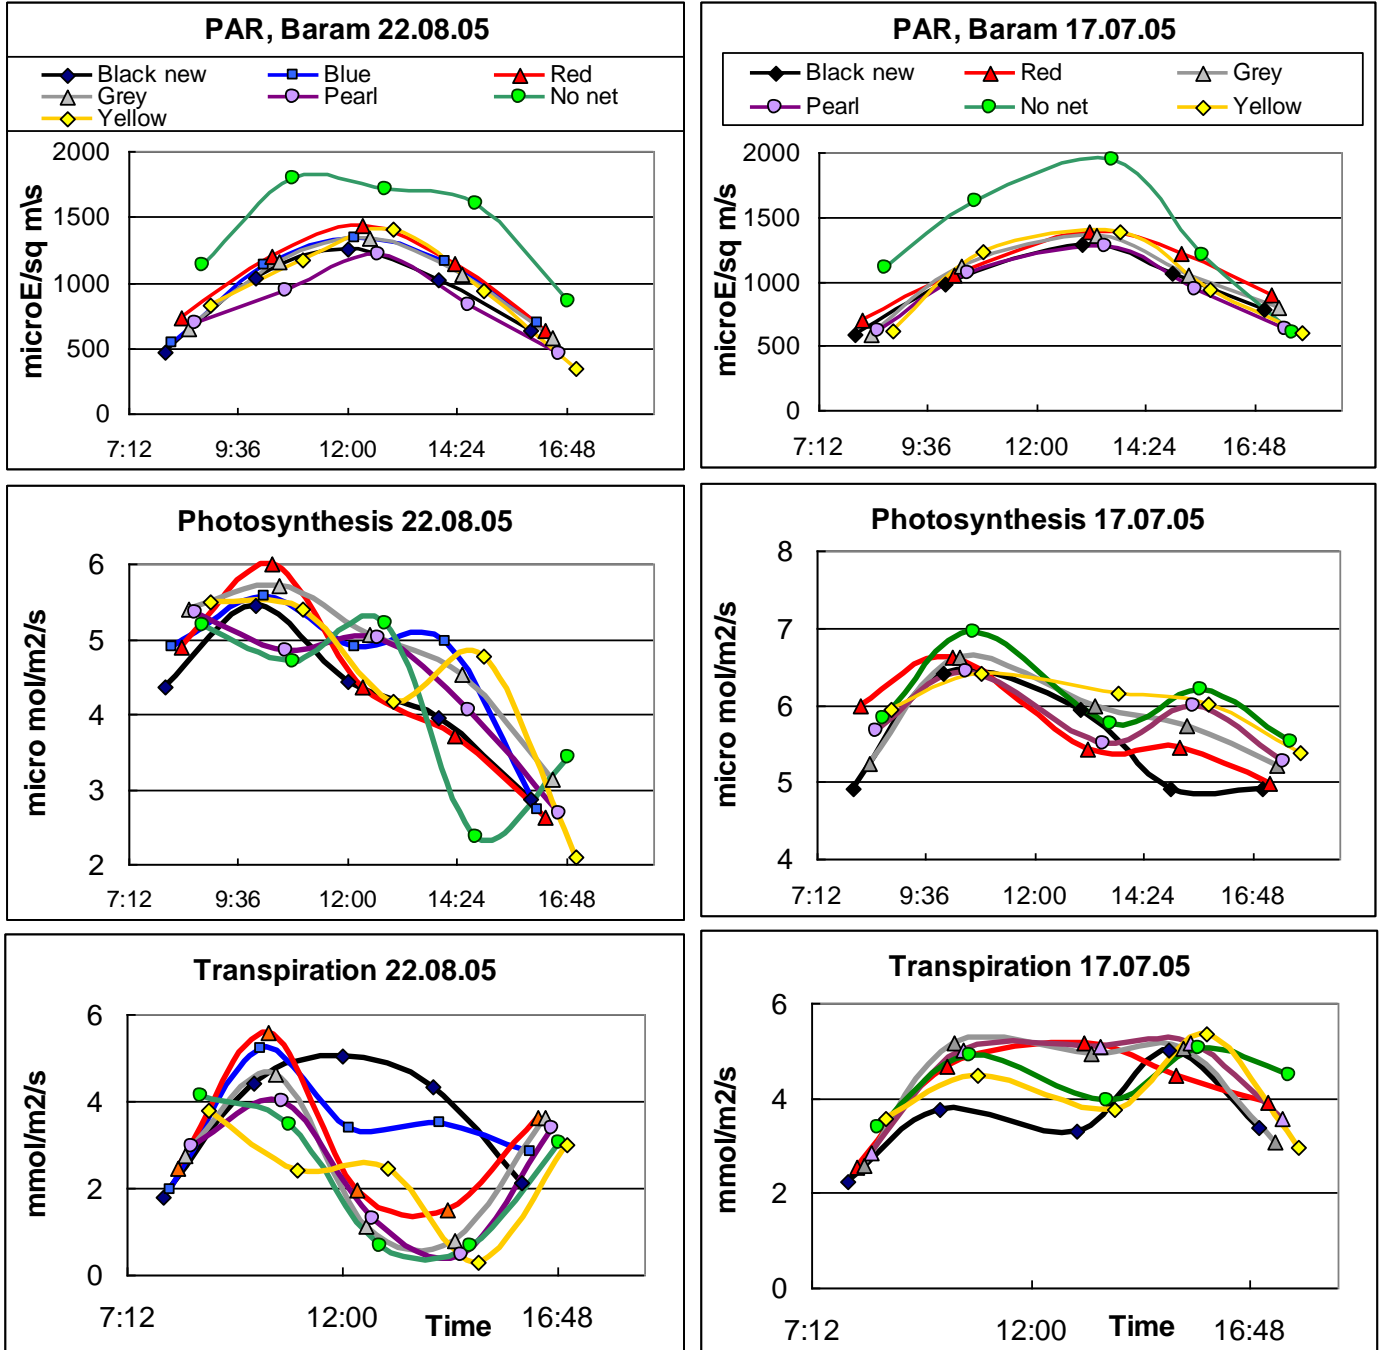 PAR, Baram 22.08.05
Black new Blue Red
Grey Pearl No net
Yellow
microE/sq m\s
2000
1500
1000
500
0
7:12 9:36 12:00 14:24 16:48
PAR, Baram 17.07.05
Black new Red Grey
Pearl No net Yellow
microE/sq m/s
2000
1500
1000
500
0
7:12 9:36 12:00 14:24 16:48
Photosynthesis 22.08.05
micro mol/m2/s
6
5
4
3
2
7:12 9:36 12:00 14:24 16:48
Photosynthesis 17.07.05
micro mol/m2/s
8
7
6
5
4
7:12 9:36 12:00 14:24 16:48
Transpiration 22.08.05
mmol/m2/s
6
4
2
0
7:12 12:00 Time 16:48
Transpiration 17.07.05
mmol/m2/s
6
4
2
0
7:12 12:00 Time 16:48